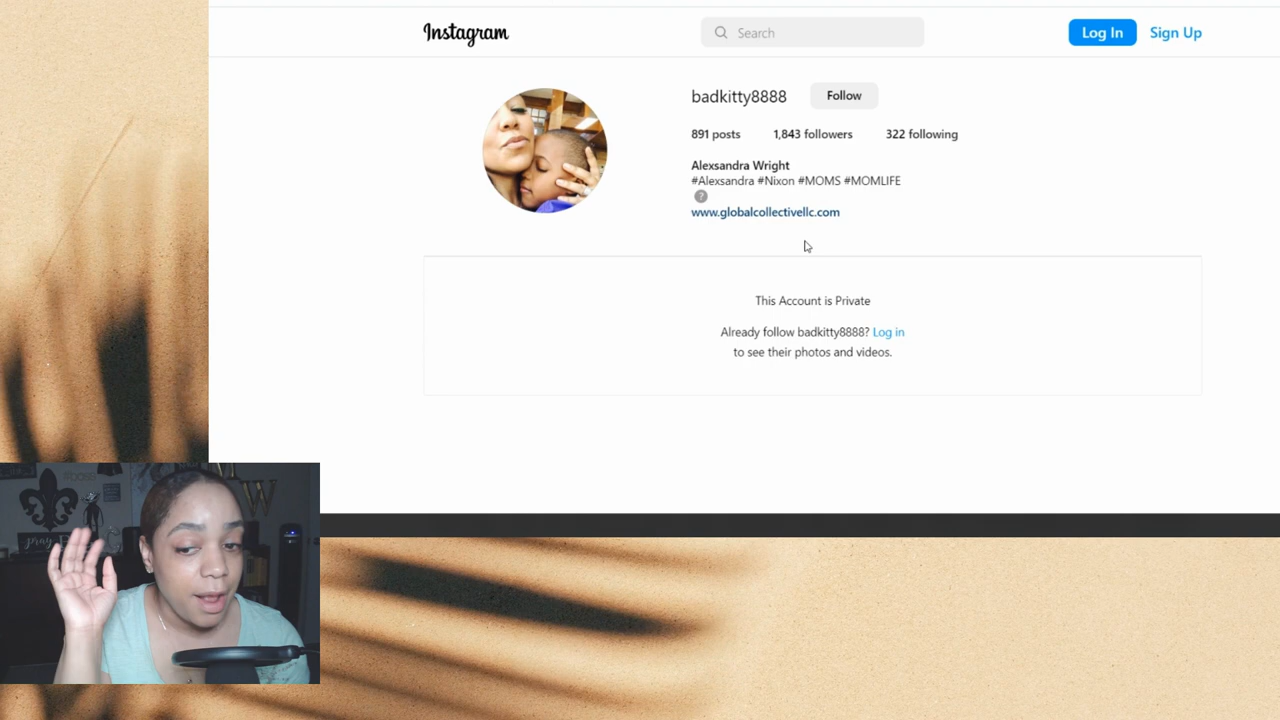 Instagram
Search
Log In
Sign Up
badkitty8888
Follow
891 posts
1,843 followers
322 following
Alexsandra Wright
#Alexsandra #Nixon #MOMS #MOMLIFE
?
www.globalcollectivellc.com
This Account is Private
Already follow badkitty8888? Log in
to see their photos and videos.
pray
W